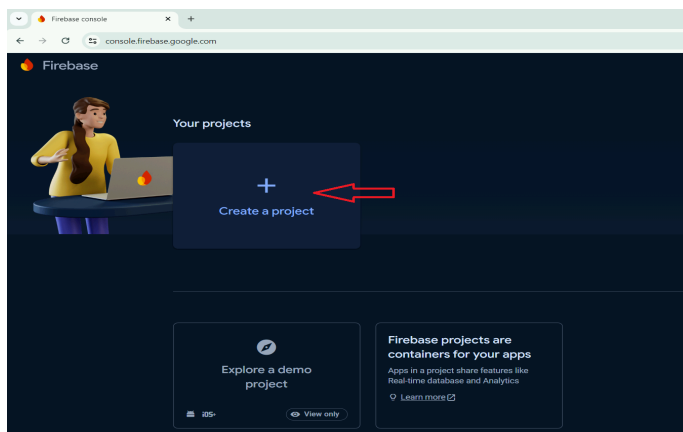 Firebase console
console.firebase.google.com
Firebase
Your projects
Create a project
Explore a demo
project
iOS+
View only
Firebase projects are
containers for your apps
Apps in a project share features like
Real-time database and Analytics
Learn more